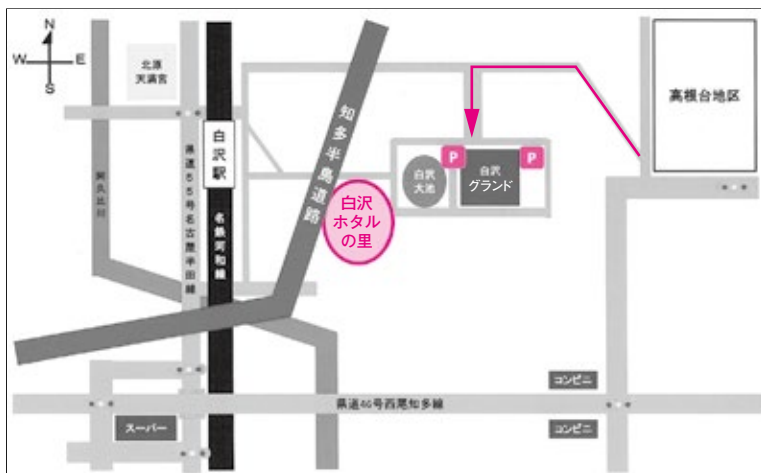 N
W E
S
北原
天満宮
高根台地区
知多半島道路
白沢駅
P
P
白沢
グランド
白沢
大池
阿久比川
県道55号名古屋半田線
名鉄河和線
白沢
ホタル
の里
コンビニ
県道46号西尾知多線
スーパー
コンビニ